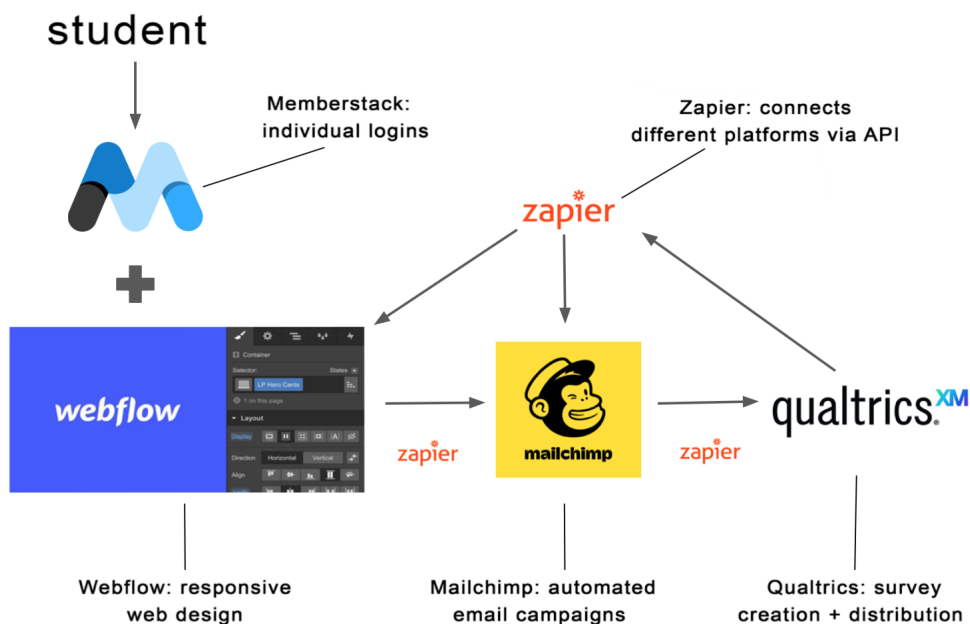 student
Memberstack:
individual logins
Zapier: connects
different platforms via API
zapier
Container
Selector:
States
LP Hero Cards
1 on this page
webflow
Layout
Display
Direction
Horizontal
Vertical
Align
mailchimp
qualtrics.XM
zapier
zapier
Webflow: responsive
web design
Mailchimp: automated
email campaigns
Qualtrics: survey
creation + distribution